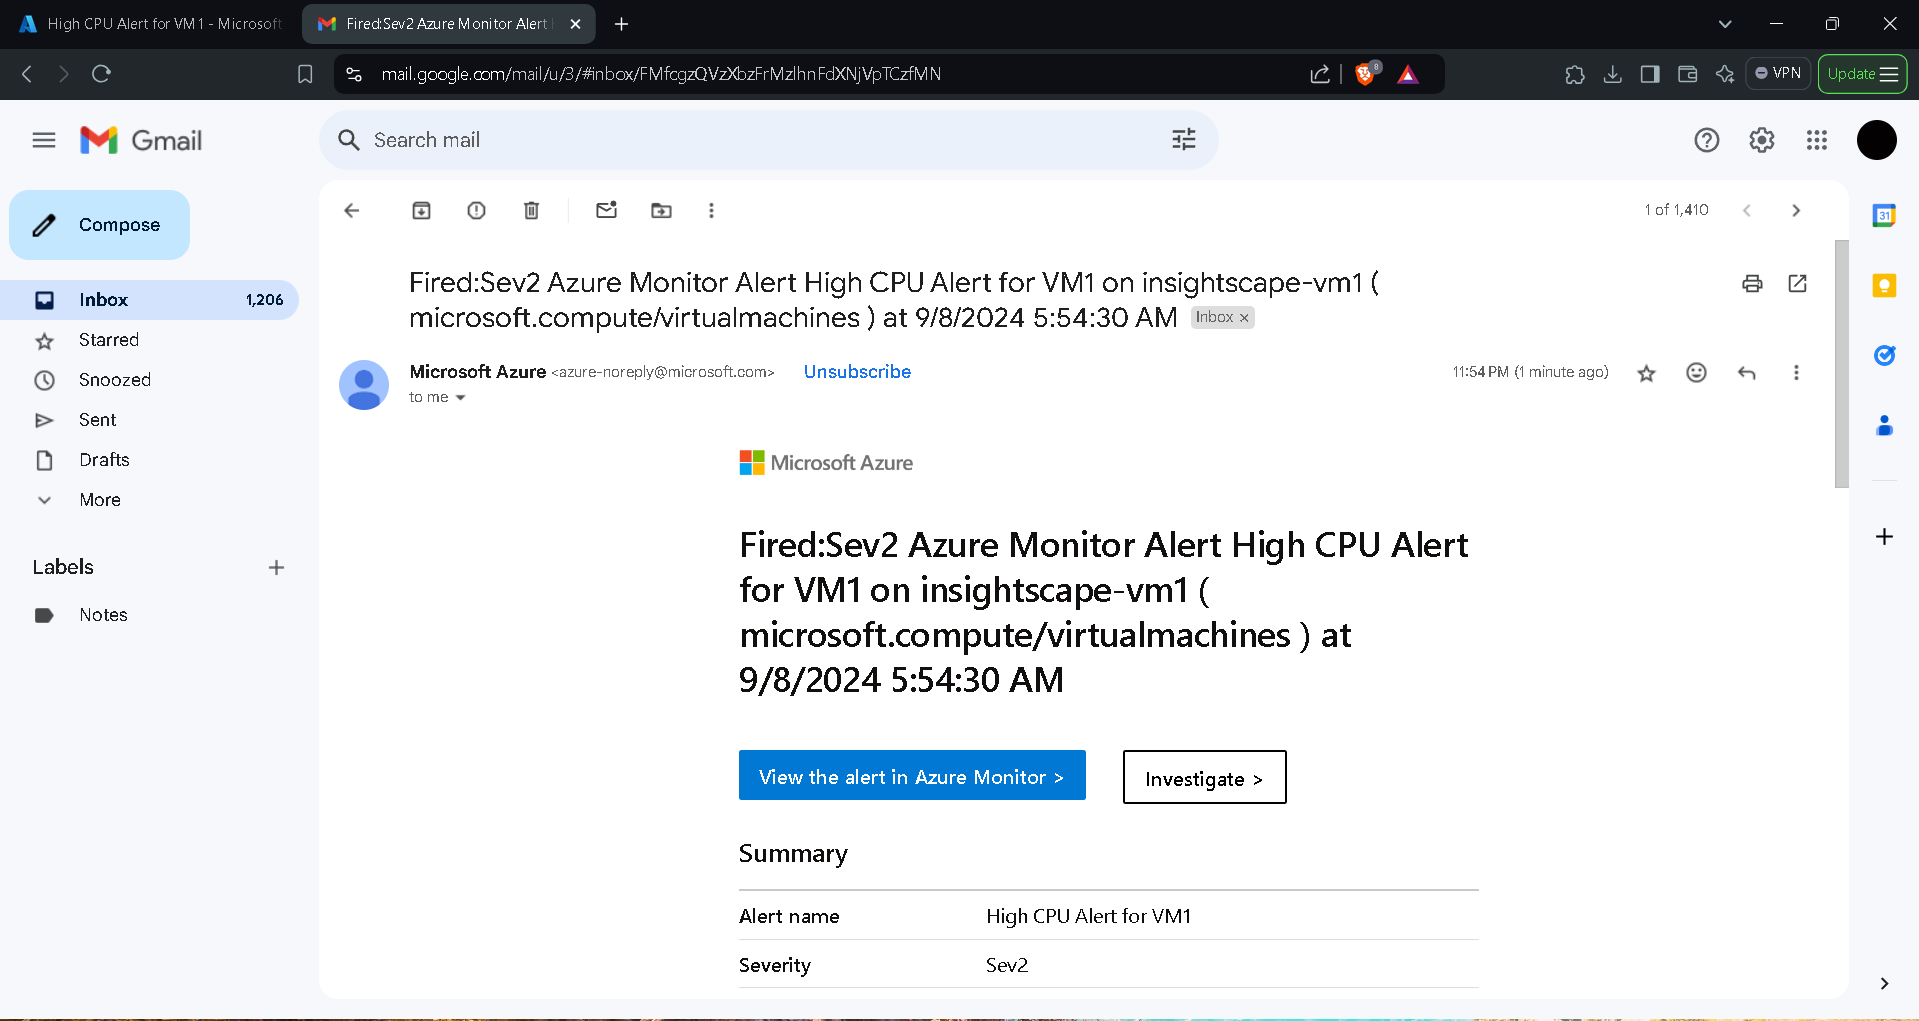 High CPU Alert for VM1 - Microsoft
Fired:Sev2 Azure Monitor Alert
mail.google.com/mail/u/3/#inbox/FMfcgzQVzXbzFrMzlhnFdXNjVpTCzfMN
8
VPN
Update
Gmail
Search mail
Compose
1 of 1,410
Inbox 1,206
Starred
Snoozed
Sent
Drafts
More
Labels
Notes
Fired:Sev2 Azure Monitor Alert High CPU Alert for VM1 on insightscape-vm1 (
microsoft.compute/virtualmachines ) at 9/8/2024 5:54:30 AM Inbox
Microsoft Azure <azure-noreply@microsoft.com> Unsubscribe 11:54 PM (1 minute ago)
to me
Microsoft Azure
Fired:Sev2 Azure Monitor Alert High CPU Alert
for VM1 on insightscape-vm1 (
microsoft.compute/virtualmachines ) at
9/8/2024 5:54:30 AM
View the alert in Azure Monitor > Investigate >
Summary
Alert name High CPU Alert for VM1
Severity Sev2
31